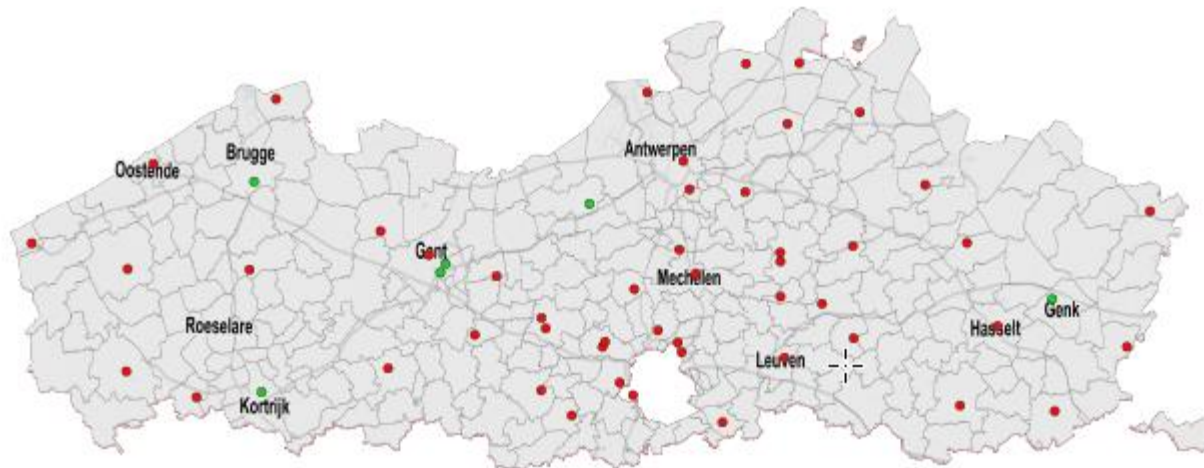 Antwerpen
Brugge
Oostende
Gent
Mechelen
Genk
Roeselare
Hasselt
Leuven
Kortrijk